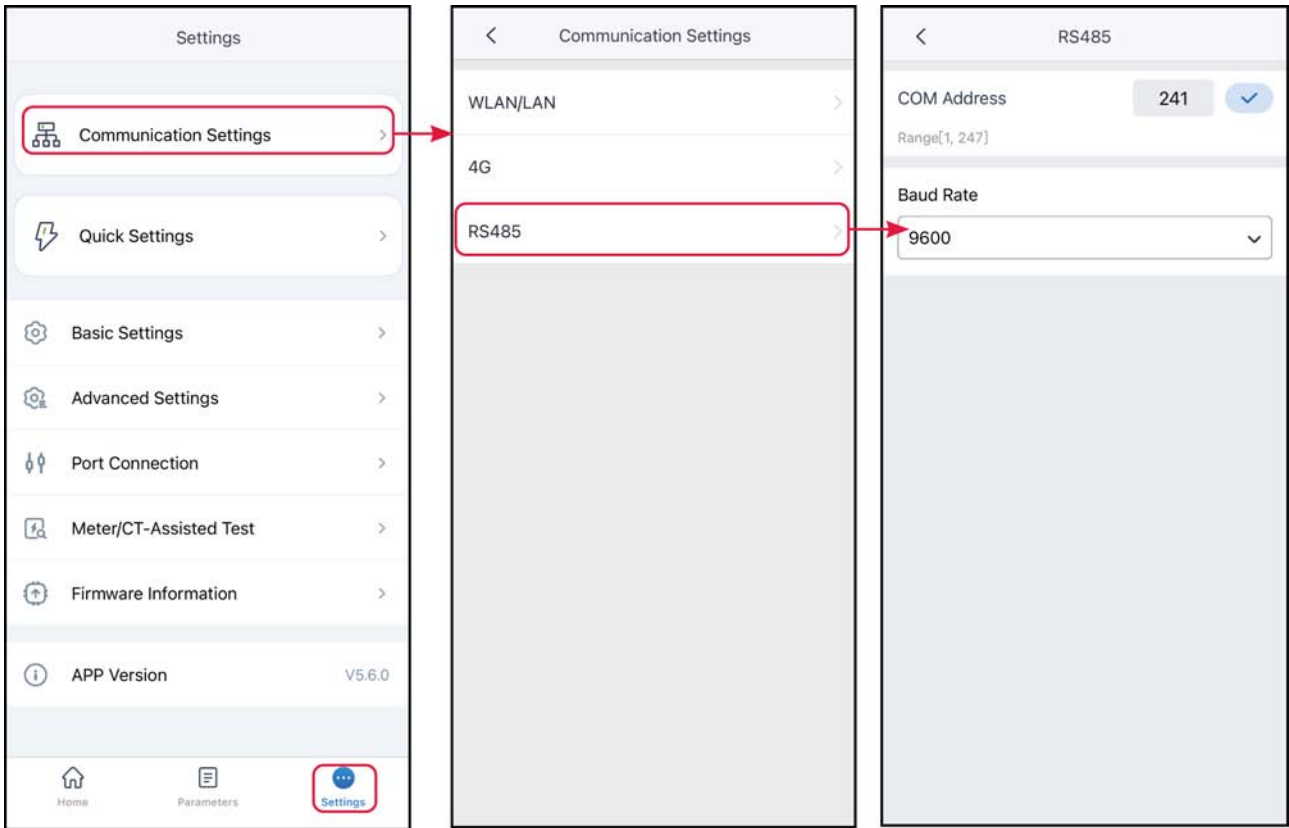 Settings
Communication Settings
Quick Settings
Basic Settings
Advanced Settings
Port Connection
Meter/CT-Assisted Test
Firmware Information
APP Version V5.6.0
Home Parameters Settings
Communication Settings
WLAN/LAN
4G
RS485
RS485
COM Address 241
Range[1, 247]
Baud Rate
9600